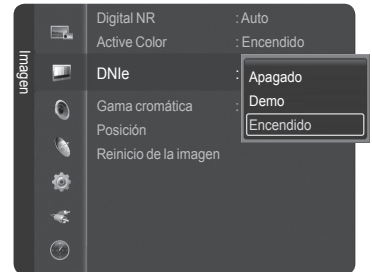 Imagen
Digital NR : Auto
Active Color : Encendido
DNIe :
Gama cromática :
Posición
Reinicio de la imagen
Apagado
Demo
Encendido